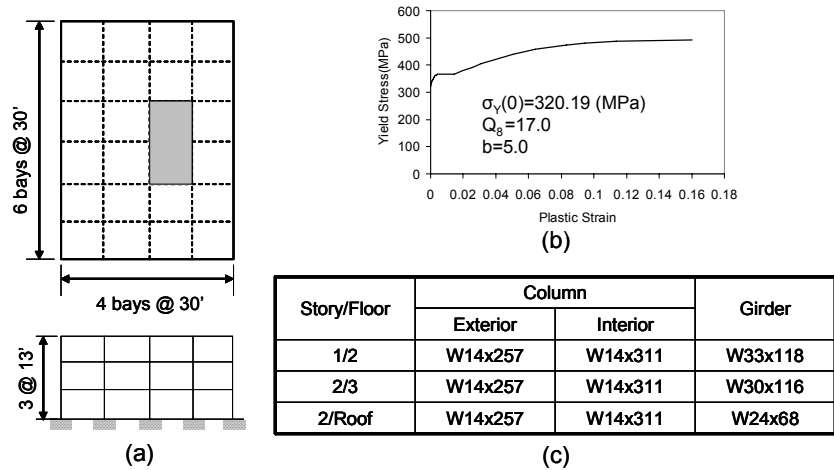 6 bays @ 30'
4 bays @ 30'
3 @ 13'
(a)
Yield Stress(MPa)
600
500
400
300
200
100
0
σY(0)=320.19 (MPa)
Q8=17.0
b=5.0
0 0.02 0.04 0.06 0.08 0.1 0.12 0.14 0.16 0.18
Plastic Strain
(b)
Story/Floor Column Girder
Exterior Interior
1/2 W14x257 W14x311 W33x118
2/3 W14x257 W14x311 W30x116
2/Roof W14x257 W14x311 W24x68
(c)